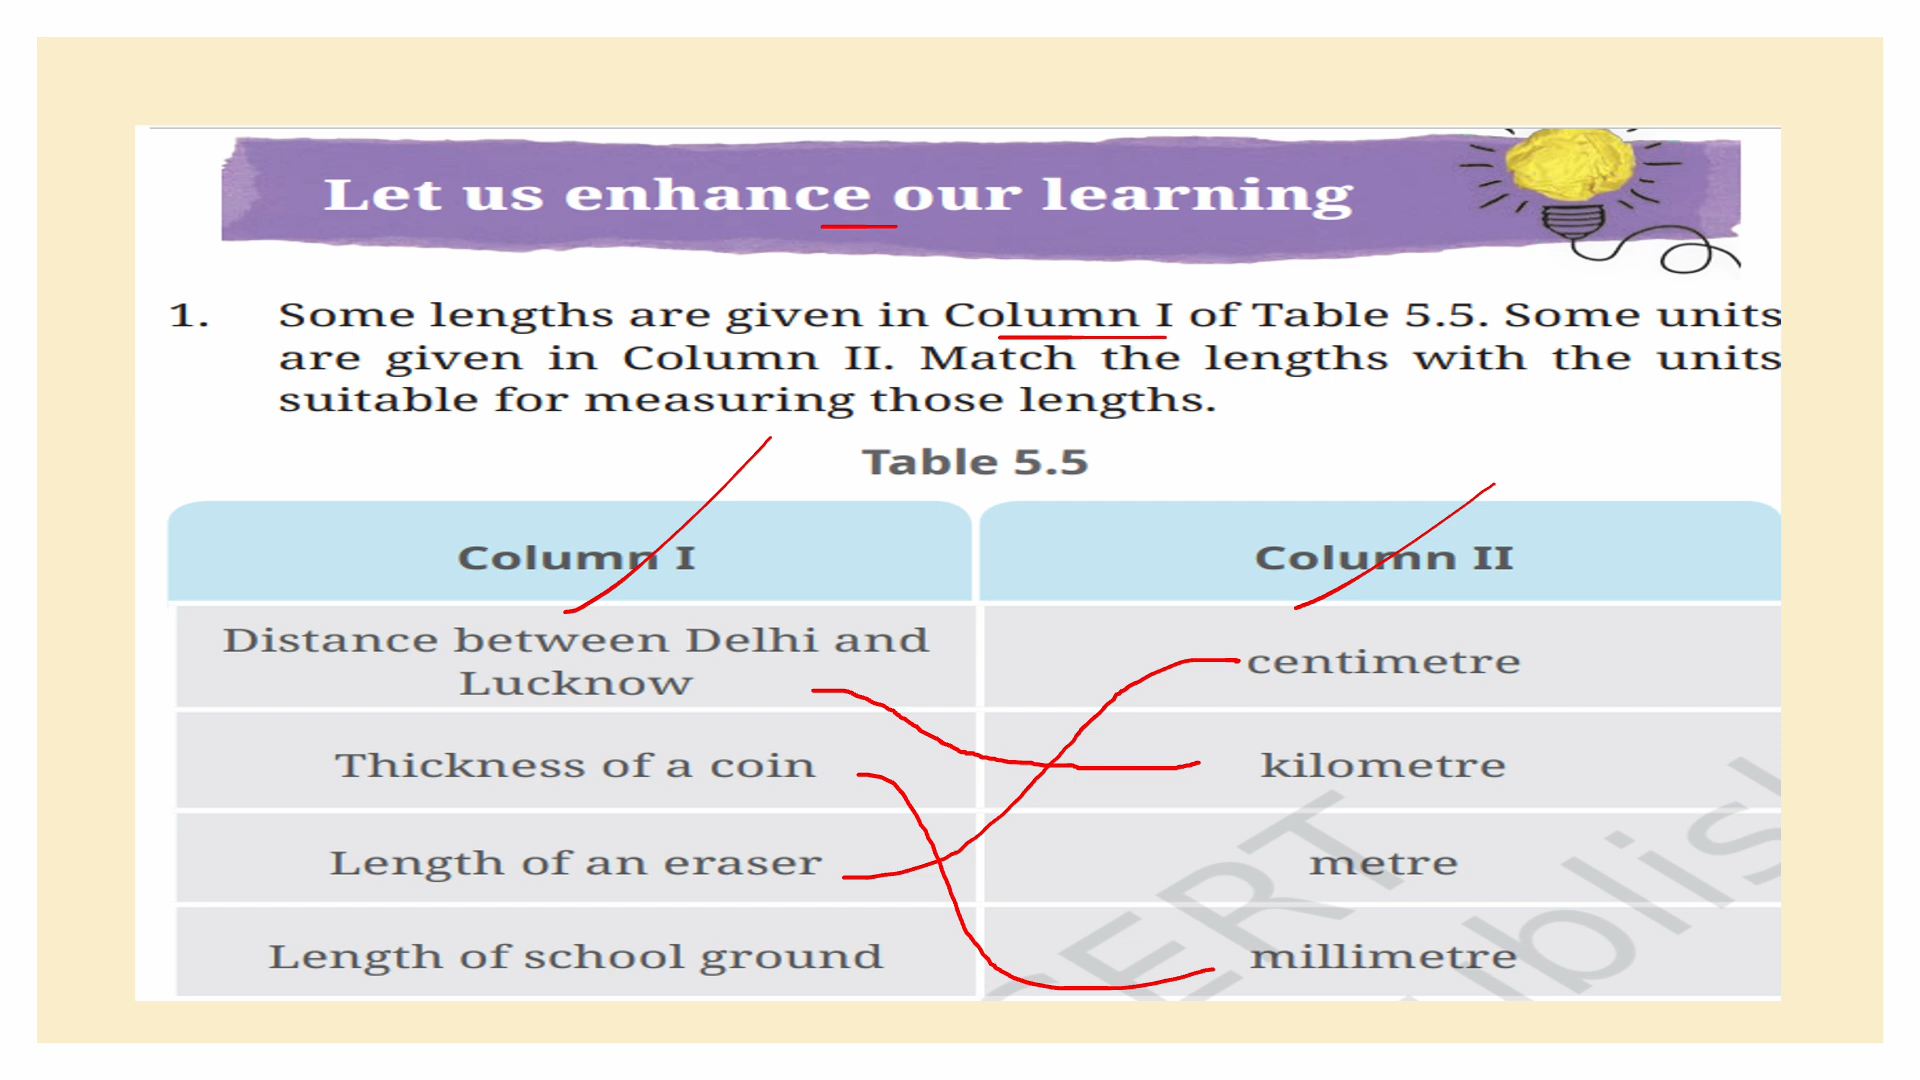 Let us enhance our learning
1. Some lengths are given in Column I of Table 5.5. Some units
are given in Column II. Match the lengths with the units
suitable for measuring those lengths.
Table 5.5
Column I Column II
Distance between Delhi and
Lucknow
centimetre
Thickness of a coin kilometre
Length of an eraser metre
Length of school ground millimetre